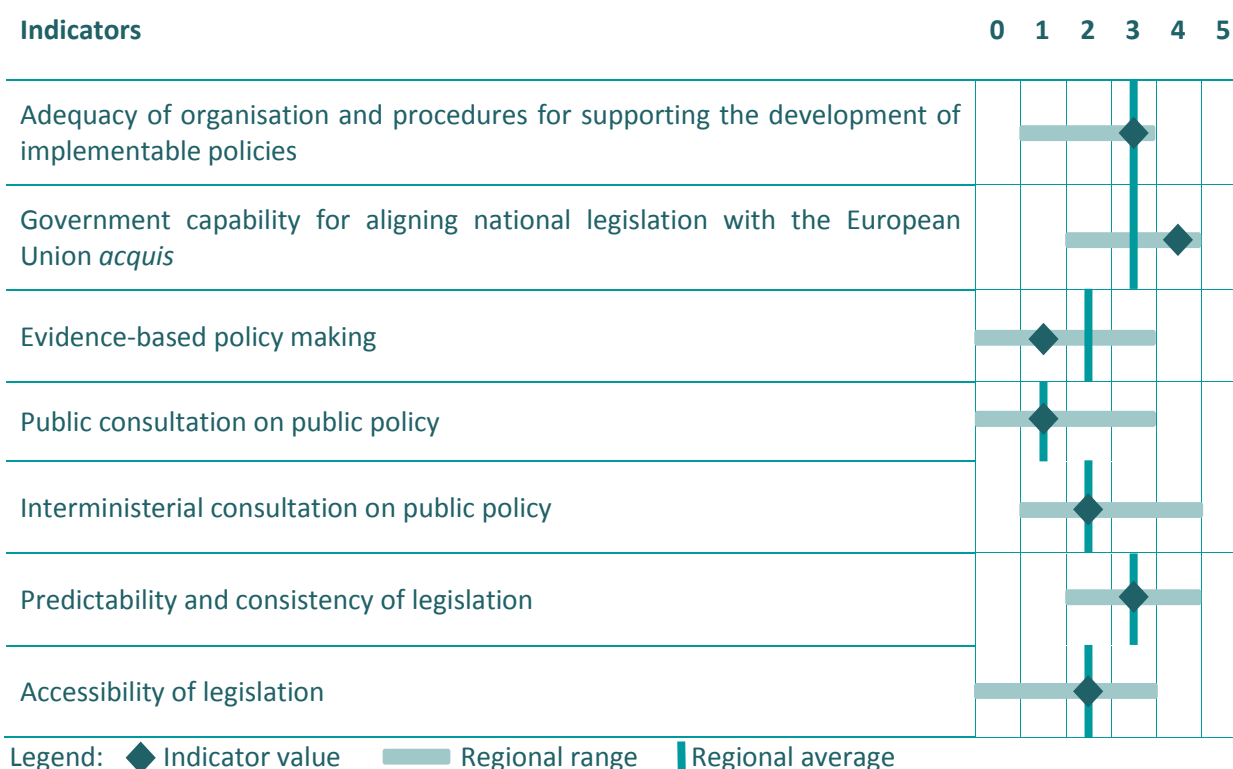 Indicators 0 1 2 3 4 5
Adequacy of organisation and procedures for supporting the development of
implementable policies
Government capability for aligning national legislation with the European
Union acquis
Evidence-based policy making
Public consultation on public policy
Interministerial consultation on public policy
Predictability and consistency of legislation
Accessibility of legislation
Legend: Indicator value Regional range Regional average